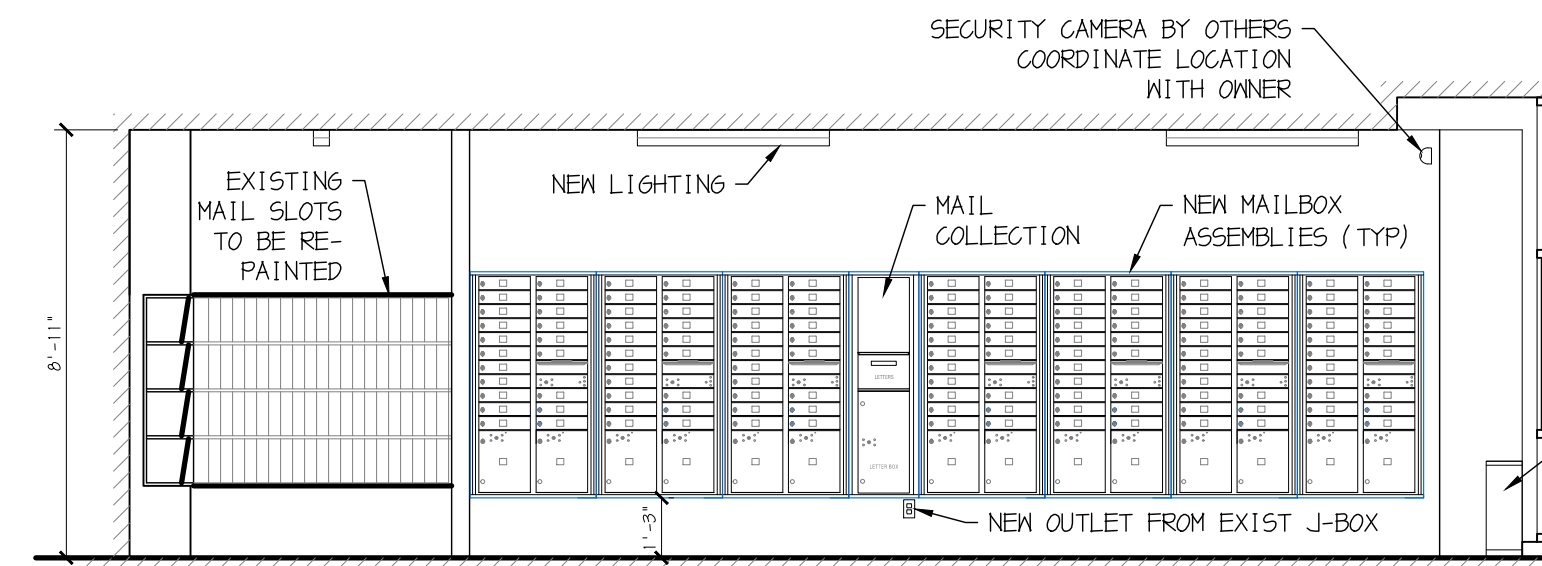 SECURITY CAMERA BY OTHERS
COORDINATE LOCATION
WITH OWNER
EXISTING
MAIL SLOTS
TO BE RE-
PAINTED
NEW LIGHTING
MAIL
COLLECTION
NEW MAILBOX
ASSEMBLIES (TYP)
8'-11"
LETTERS
LETTER BOX
1'-3"
NEW OUTLET FROM EXIST J-BOX